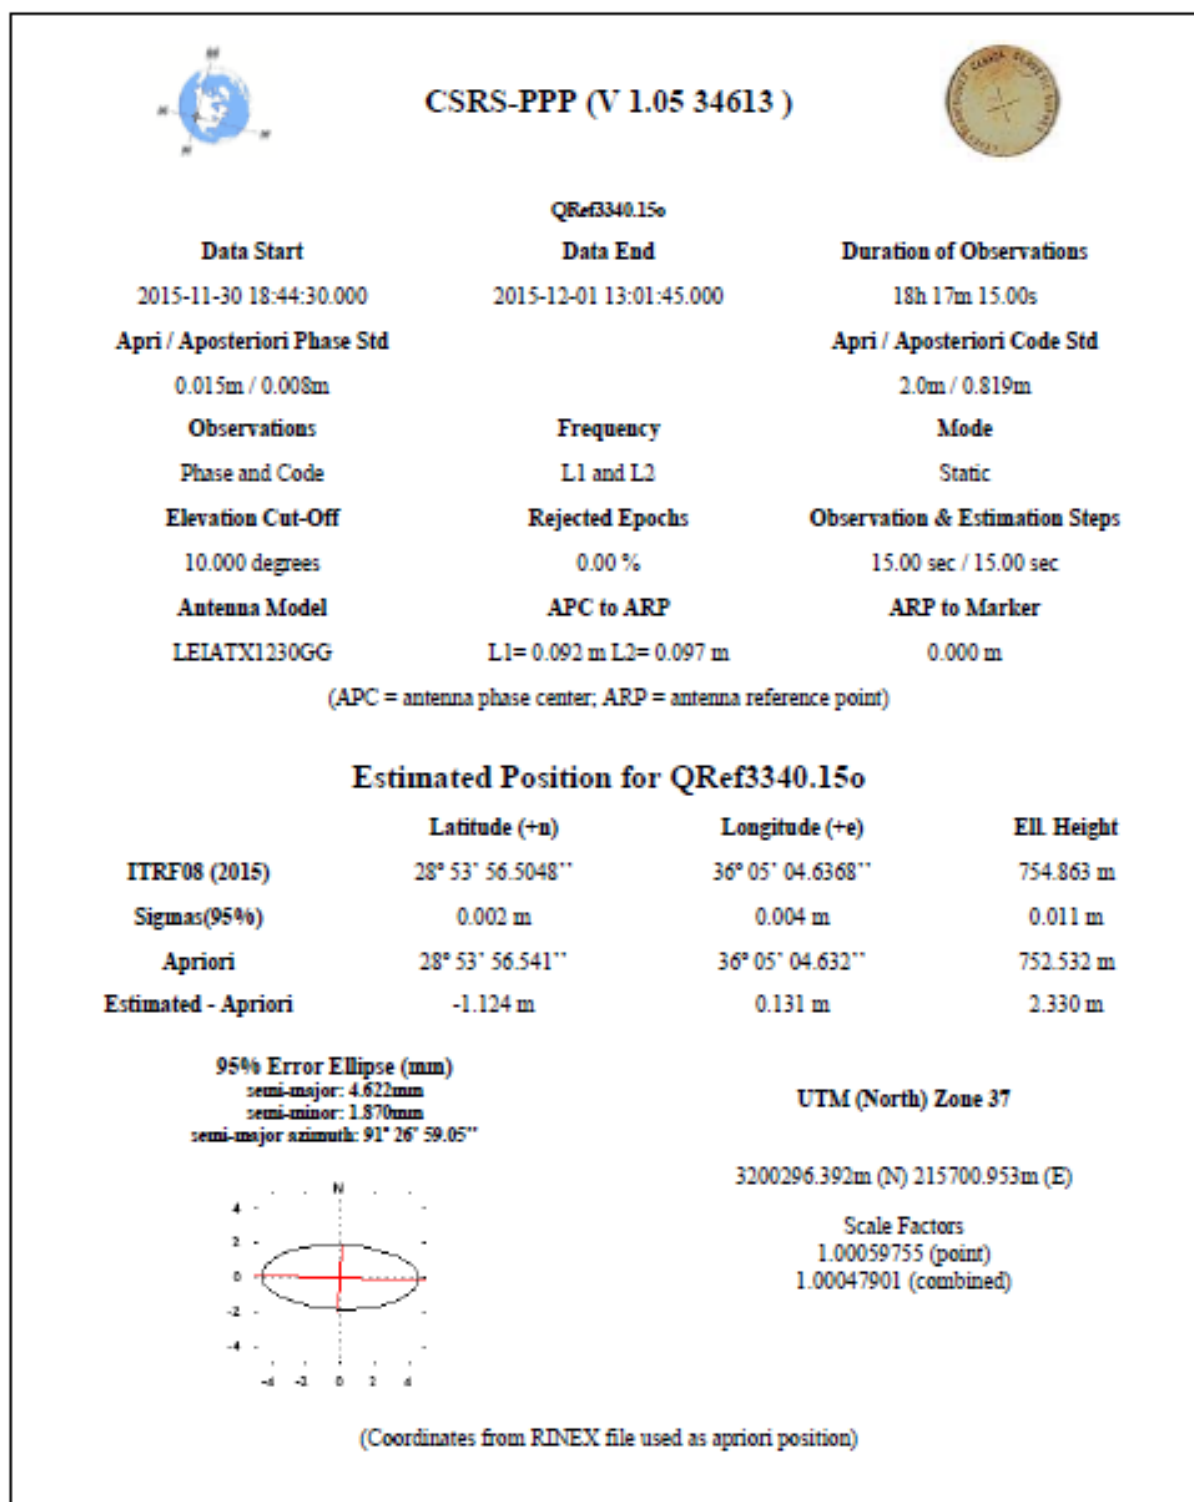 CSRS-PPP (V 1.05 34613 )
QRef3340.15o
Data Start Data End Duration of Observations
2015-11-30 18:44:30.000 2015-12-01 13:01:45.000 18h 17m 15.00s
Apri / Aposteriori Phase Std Apri / Aposteriori Code Std
0.015m / 0.008m 2.0m / 0.819m
Observations Frequency Mode
Phase and Code L1 and L2 Static
Elevation Cut-Off Rejected Epochs Observation & Estimation Steps
10.000 degrees 0.00 % 15.00 sec / 15.00 sec
Antenna Model APC to ARP ARP to Marker
LEIATX1230GG L1= 0.092 m L2= 0.097 m 0.000 m
(APC = antenna phase center; ARP = antenna reference point)
Estimated Position for QRef3340.15o
Latitude (+n) Longitude (+e) Ell. Height
ITRF08 (2015) 28° 53' 56.5048'' 36° 05' 04.6368'' 754.863 m
Sigmas(95%) 0.002 m 0.004 m 0.011 m
Apriori 28° 53' 56.541'' 36° 05' 04.632'' 752.532 m
Estimated - Apriori -1.124 m 0.131 m 2.330 m
95% Error Ellipse (mm)
semi-major: 4.622mm
semi-minor: 1.870mm
semi-major azimuth: 91° 26' 59.05''
UTM (North) Zone 37
3200296.392m (N) 215700.953m (E)
Scale Factors
1.00059755 (point)
1.00047901 (combined)
N
4
2
0
-2
-4
-4 -2 0 2 4
(Coordinates from RINEX file used as apriori position)